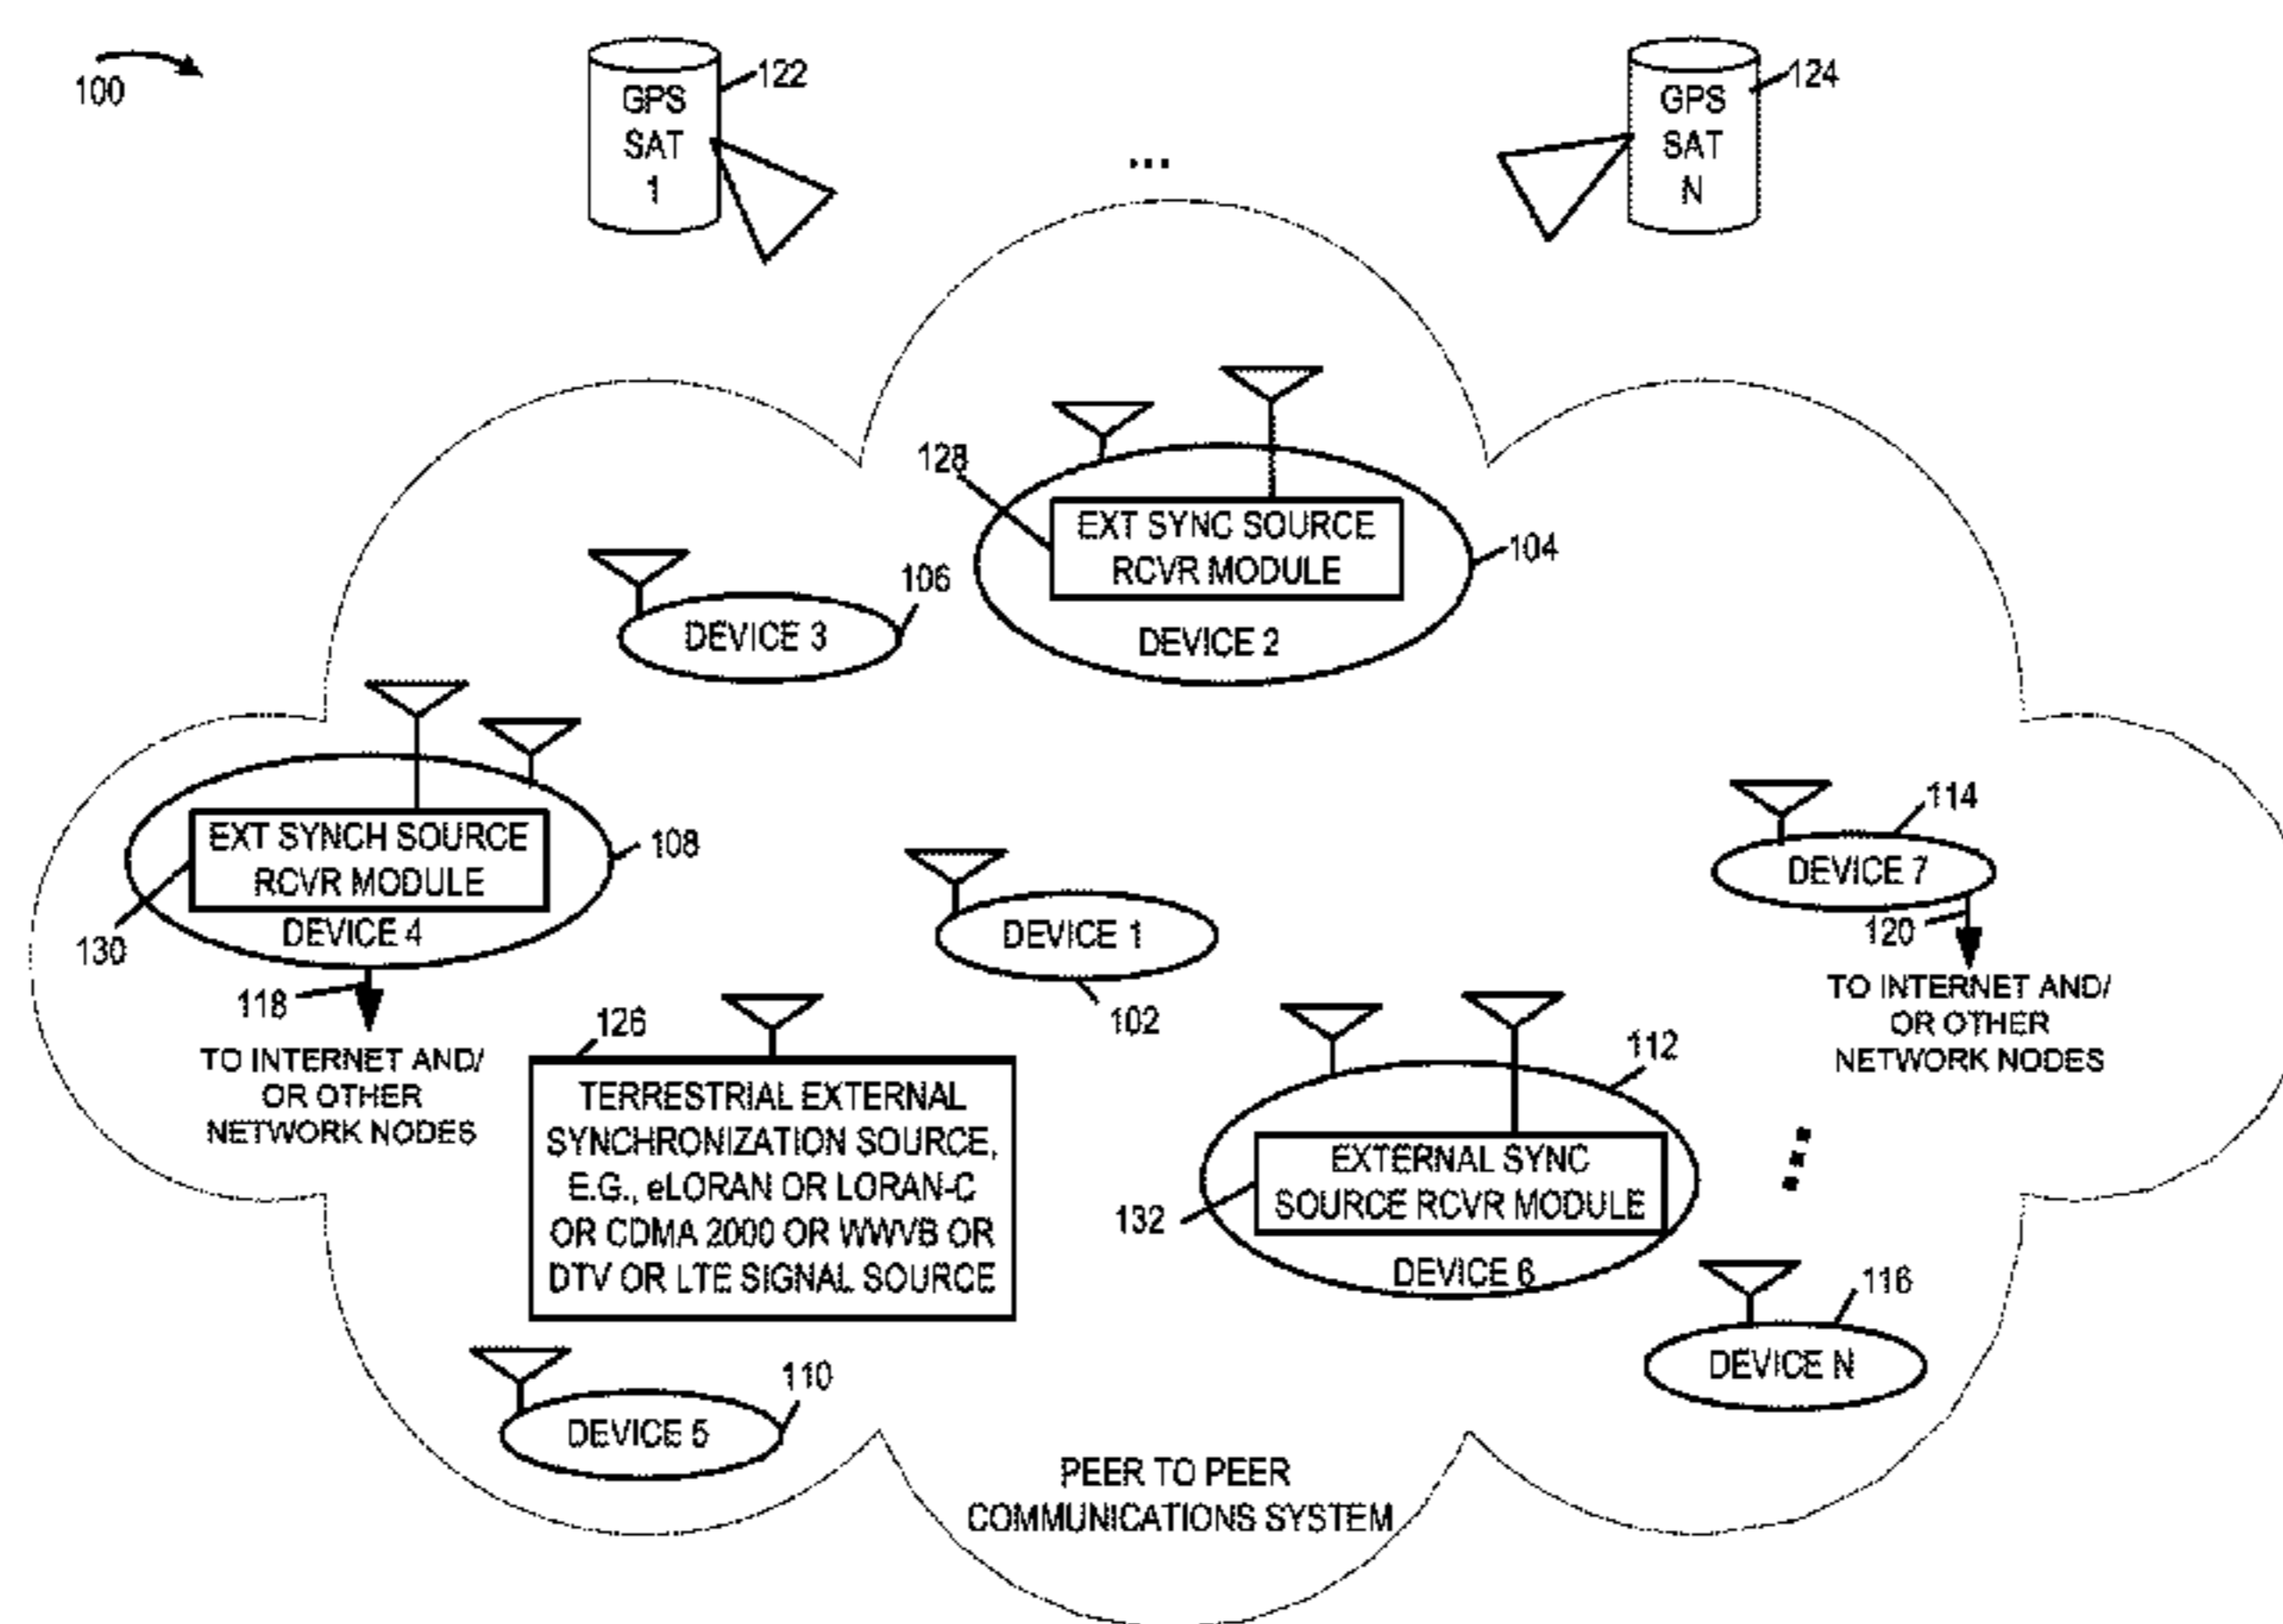 100
GPS
SAT
1
122
...
GPS
SAT
N
124
128
EXT SYNC SOURCE
RCVR MODULE
DEVICE 2
104
DEVICE 3
106
EXT SYNCH SOURCE
RCVR MODULE
DEVICE 4
108
130
118
TO INTERNET AND/
OR OTHER
NETWORK NODES
DEVICE 1
102
DEVICE 7
114
120
TO INTERNET AND/
OR OTHER
NETWORK NODES
126
TERRESTRIAL EXTERNAL
SYNCHRONIZATION SOURCE,
E.G., eLORAN OR LORAN-C
OR CDMA 2000 OR WWVB OR
DTV OR LTE SIGNAL SOURCE
112
EXTERNAL SYNC
SOURCE RCVR MODULE
132
DEVICE 6
116
DEVICE N
110
DEVICE 5
PEER TO PEER
COMMUNICATIONS SYSTEM